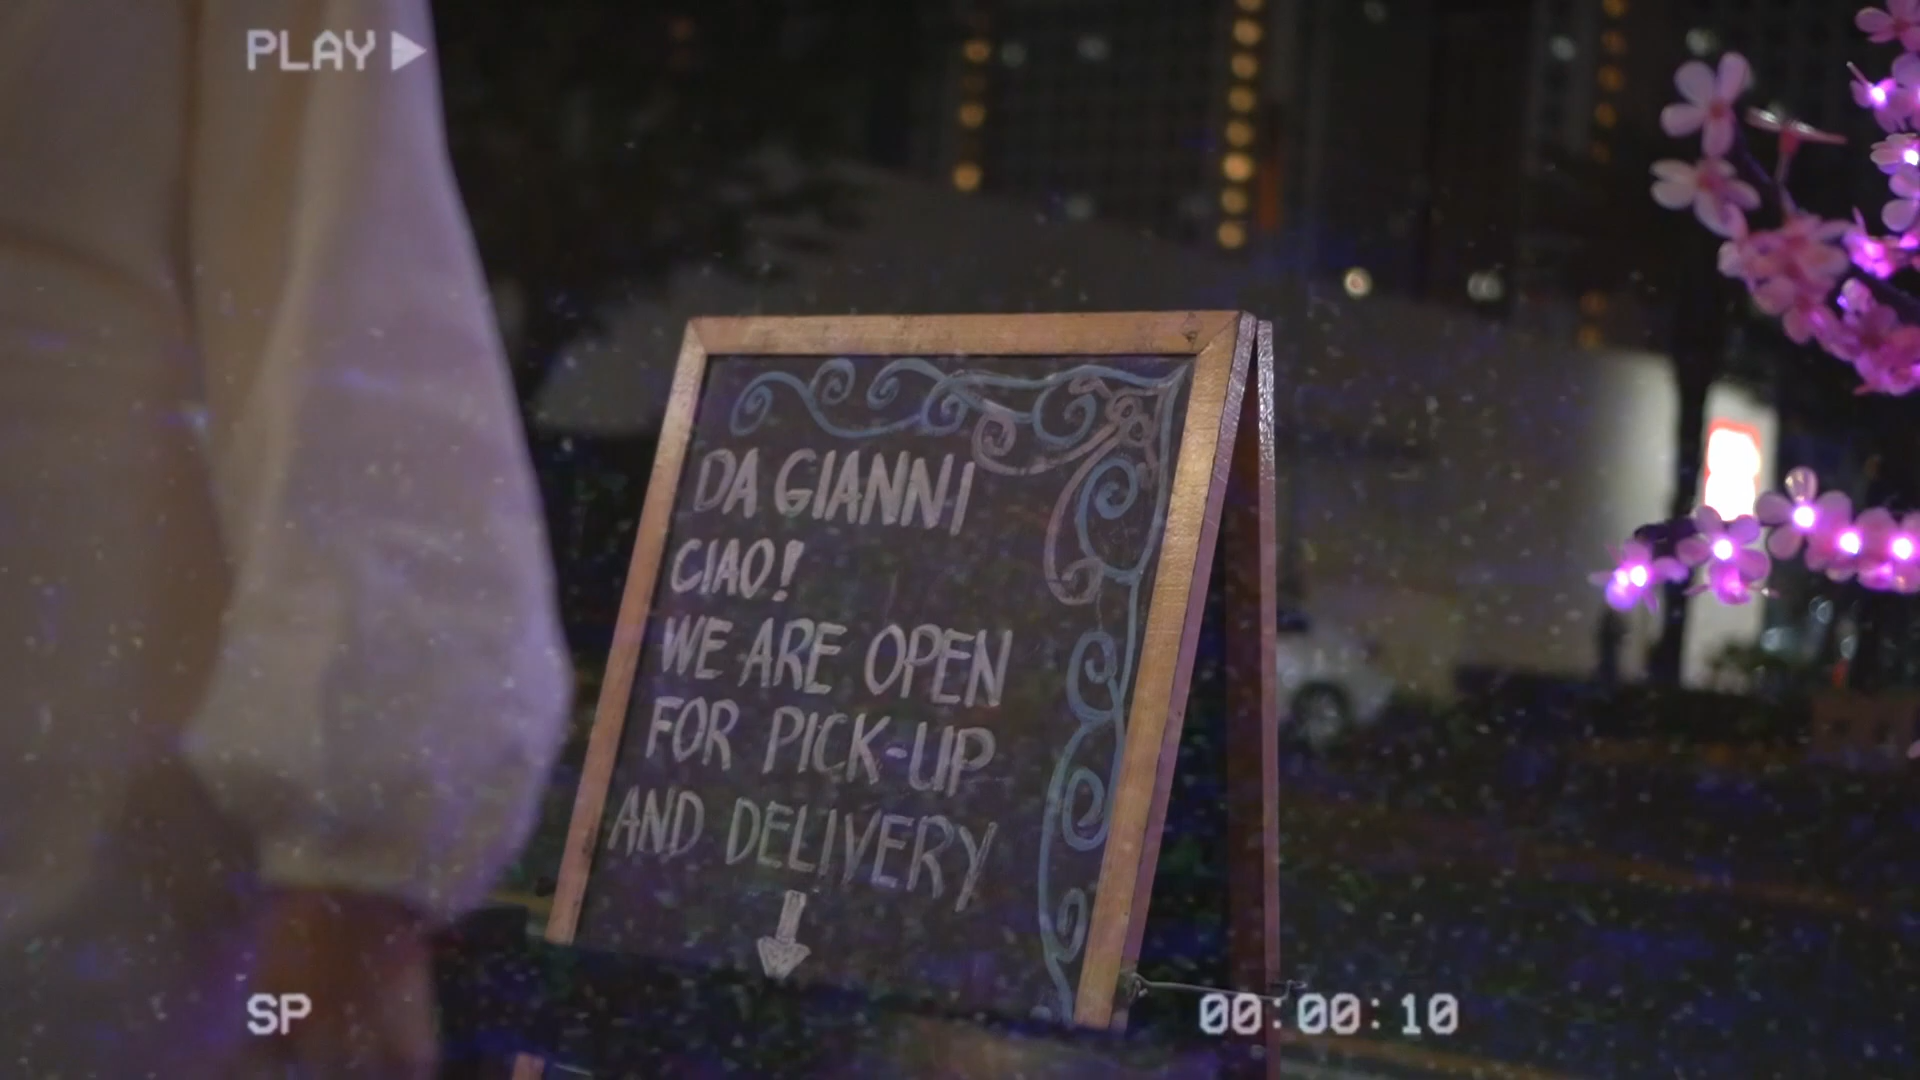 PLAY
DA GIANNI
CIAO!
WE ARE OPEN
FOR PICK-UP
AND DELIVERY
SP
00:00:10